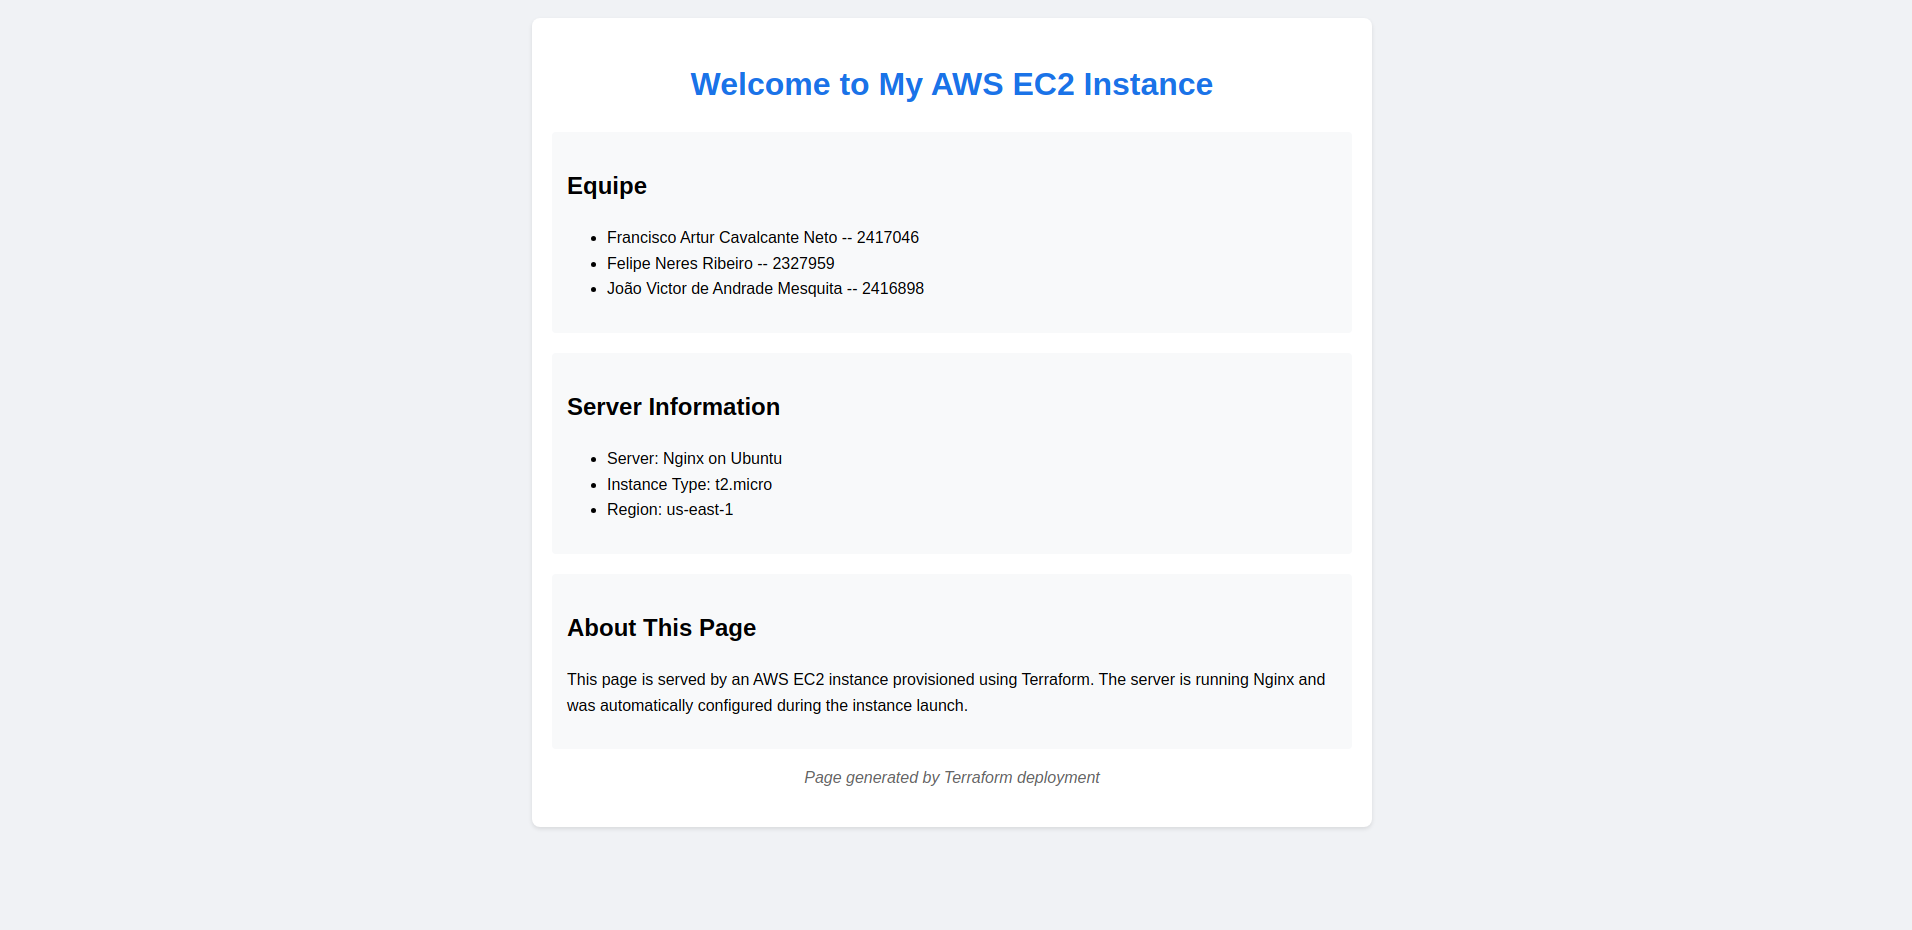 Welcome to My AWS EC2 Instance
Equipe
Francisco Artur Cavalcante Neto -- 2417046
Felipe Neres Ribeiro -- 2327959
João Victor de Andrade Mesquita -- 2416898
Server Information
Server: Nginx on Ubuntu
Instance Type: t2.micro
Region: us-east-1
About This Page
This page is served by an AWS EC2 instance provisioned using Terraform. The server is running Nginx and
was automatically configured during the instance launch.
Page generated by Terraform deployment